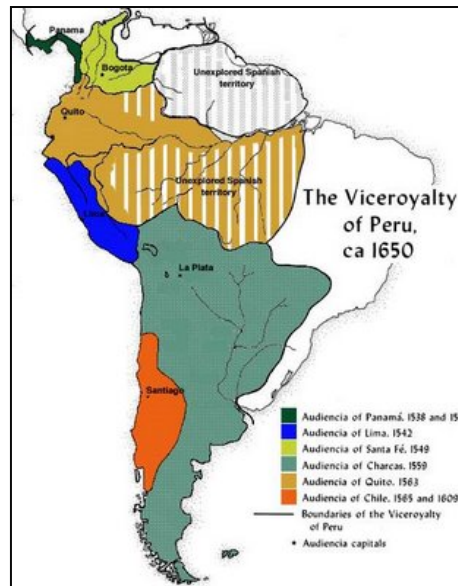 Panama
Bogota
Unexplored Spanish
territory
Quito
Unexplored Spanish
territory
Lima
The Viceroyalty
of Peru,
ca 1650
La Plata
Santiago
Audiencia of Panamá. 1538 and 15
Audiencia of Lima. 1542
Audiencia of Santa Fé. 1549
Audiencia of Charcas. 1559
Audiencia of Quito. 1563
Audiencia of Chile. 1565 and 1609
Boundaries of the Viceroyalty
of Peru
Audiencia capitals